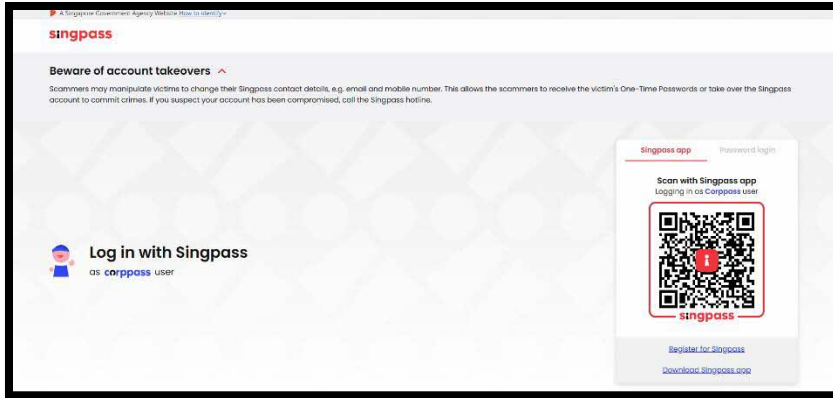 A Singapore Government Agency Website How to identify
singpass
Beware of account takeovers
Scammers may manipulate victims to change their Singpass contact details, e.g. email and mobile number. This allows the scammers to receive the victim's One-Time Passwords or take over the Singpass
account to commit crimes. If you suspect your account has been compromised, call the Singpass hotline.
Singpass app Password login
Scan with Singpass app
Logging in as Corppass user
Log in with Singpass
as corppass user
singpass
Register for Singpass
Download Singpass app